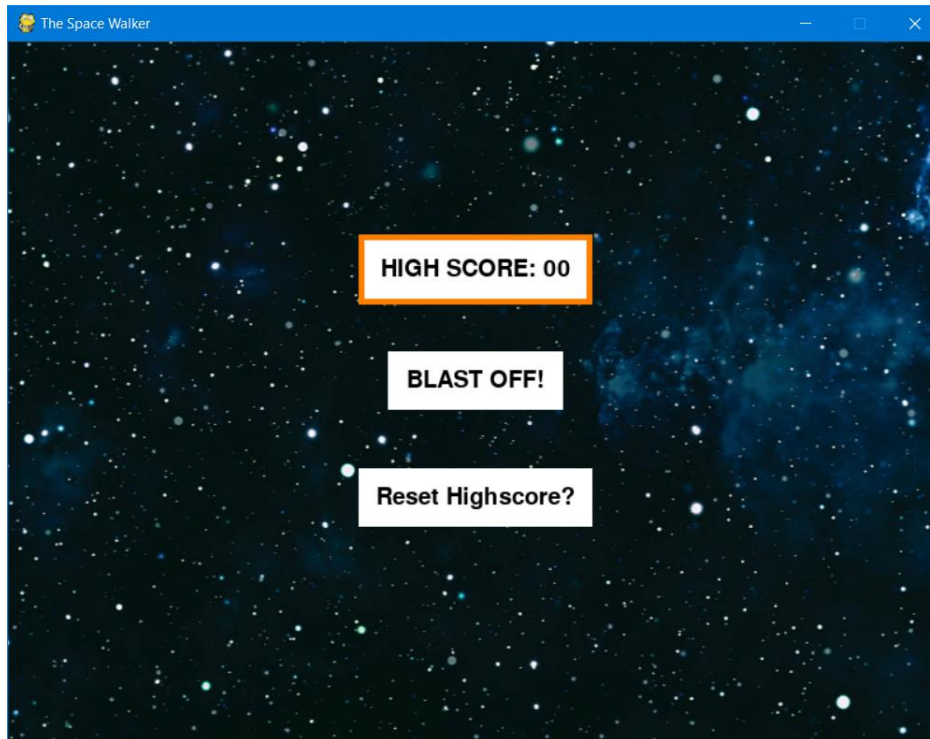 The Space Walker
HIGH SCORE: 00
BLAST OFF!
Reset Highscore?